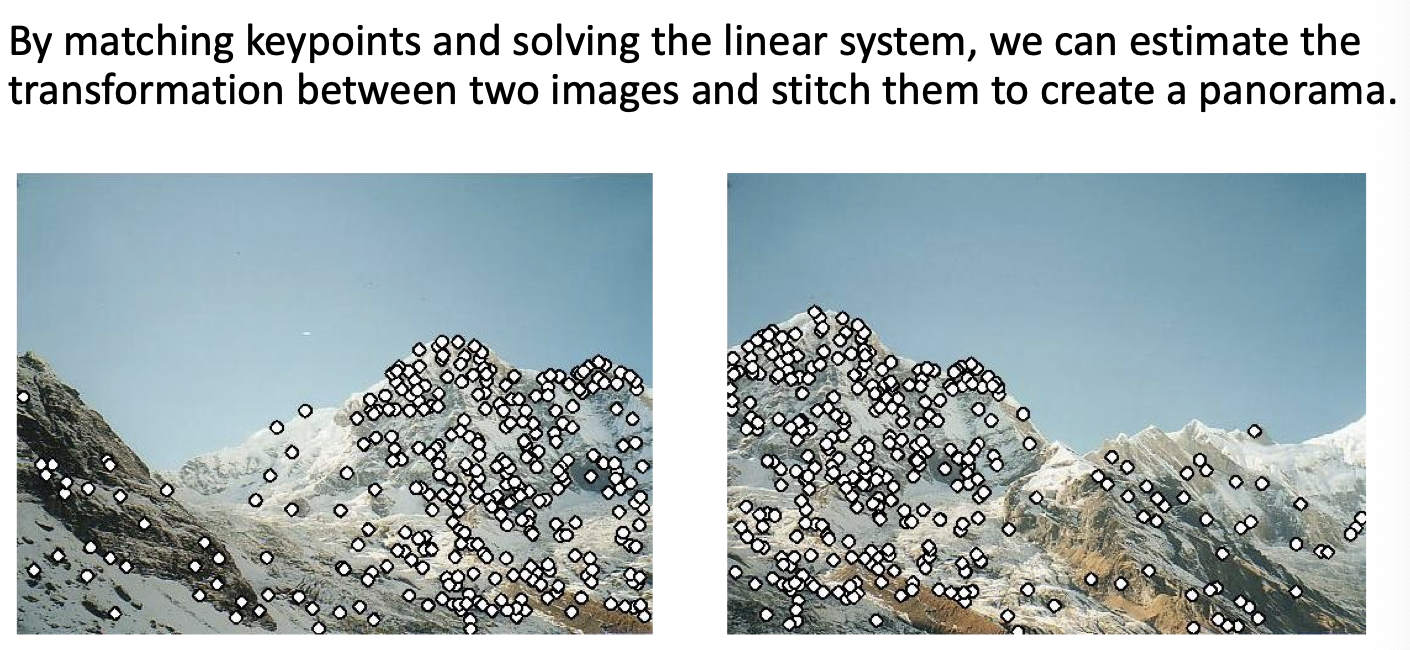 By matching keypoints and solving the linear system, we can estimate the
transformation between two images and stitch them to create a panorama.